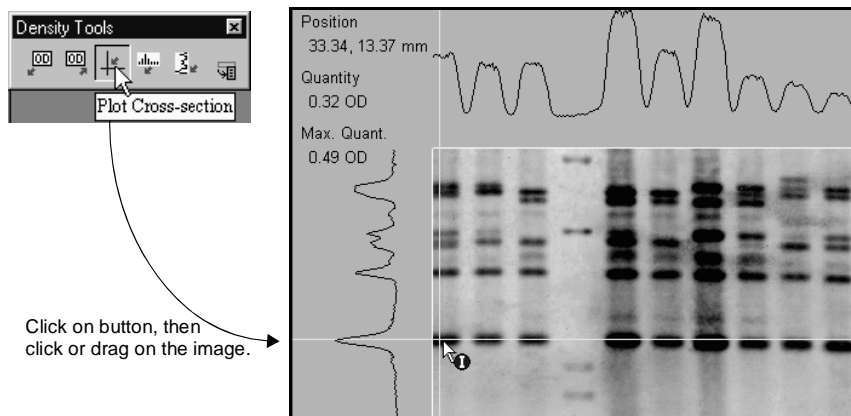 Density Tools
OD OD
Plot Cross-section
Position
33.34, 13.37 mm
Quantity
0.32 OD
Max. Quant.
0.49 OD
Click on button, then
click or drag on the image.